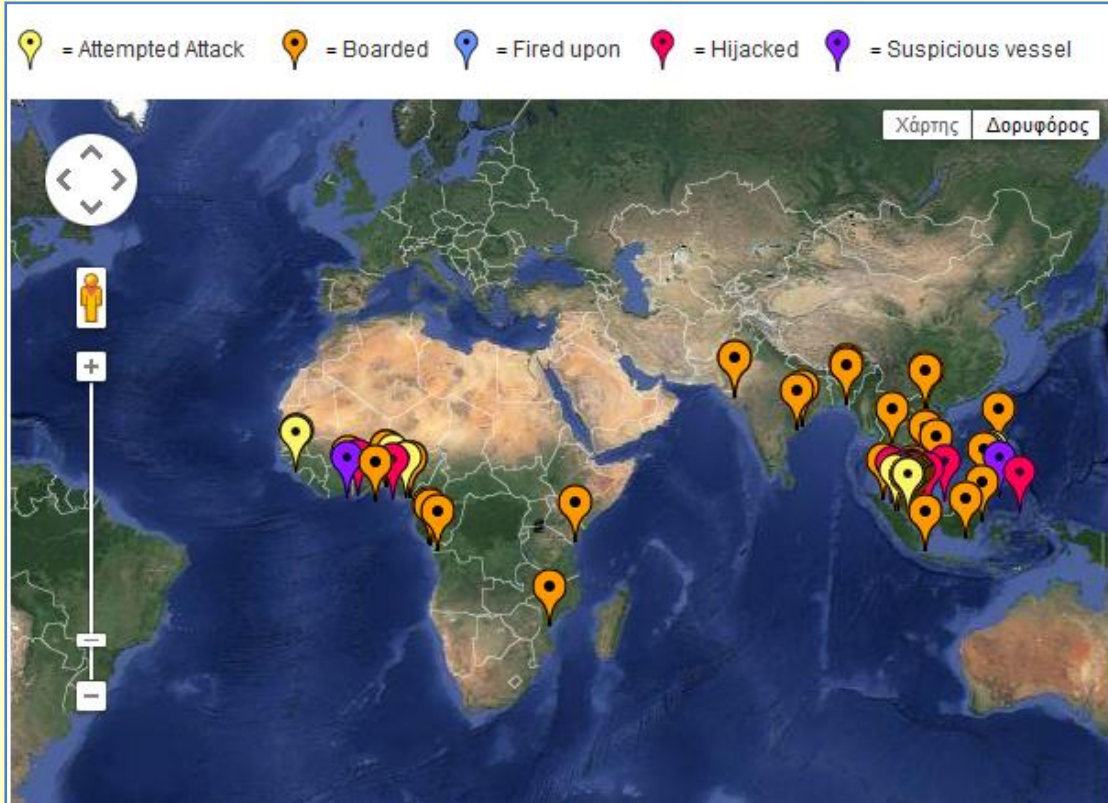 = Attempted Attack = Boarded = Fired upon = Hijacked = Suspicious vessel
Χάρτης Δορυφόρος